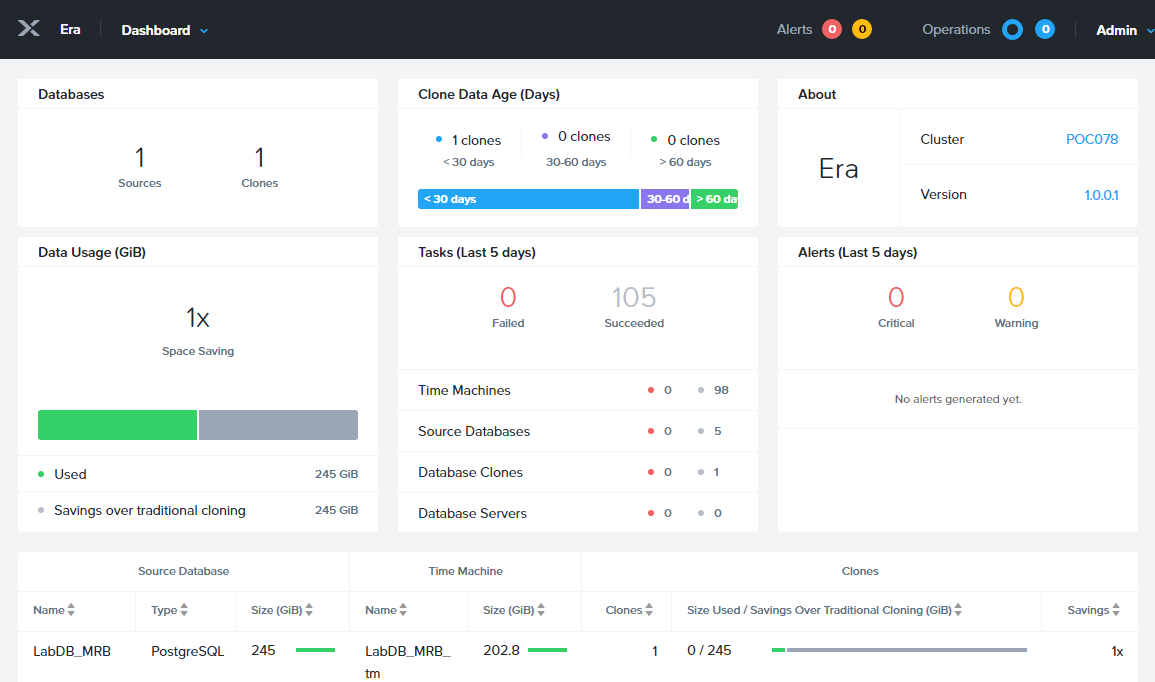 Era Dashboard Alerts 0 0 Operations 0 Admin
Databases
1 1
Sources Clones
Clone Data Age (Days)
1 clones 0 clones 0 clones
< 30 days 30-60 days > 60 days
< 30 days 30-60 d > 60 da
About
Era
Cluster POC078
Version 1.0.0.1
Data Usage (GiB)
1x
Space Saving
Used 245 GiB
Savings over traditional cloning 245 GiB
Tasks (Last 5 days)
0 105
Failed Succeeded
Time Machines 0 98
Source Databases 0 5
Database Clones 0 1
Database Servers 0 0
Alerts (Last 5 days)
0 0
Critical Warning
No alerts generated yet.
Source Database Time Machine Clones
Name Type Size (GiB) Name Size (GiB) Clones Size Used / Savings Over Traditional Cloning (GiB) Savings
LabDB_MRB PostgreSQL 245 LabDB_MRB_ 202.8 1 0 / 245 1x
tm